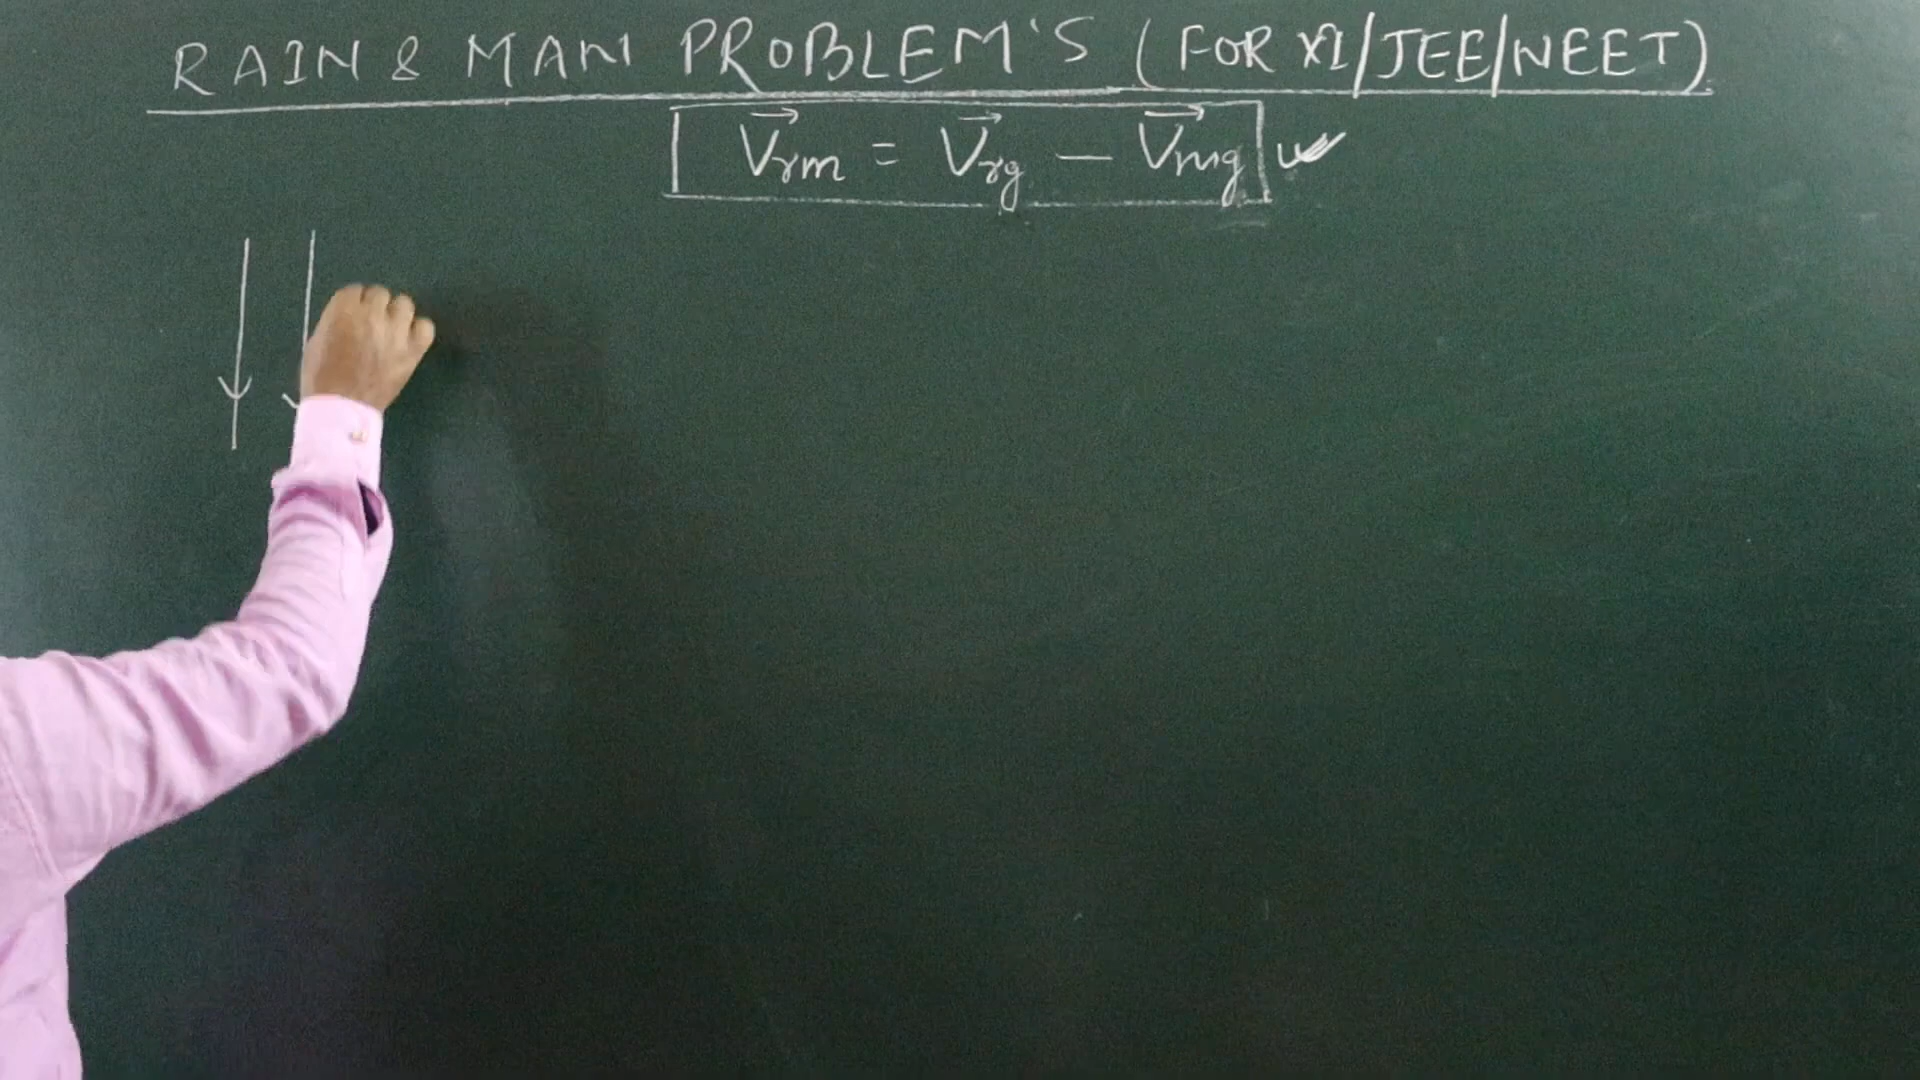 RAIN & MAN PROBLEM'S (FOR XI/JEE/NEET)
V⃗rm = V⃗rg — V⃗mg